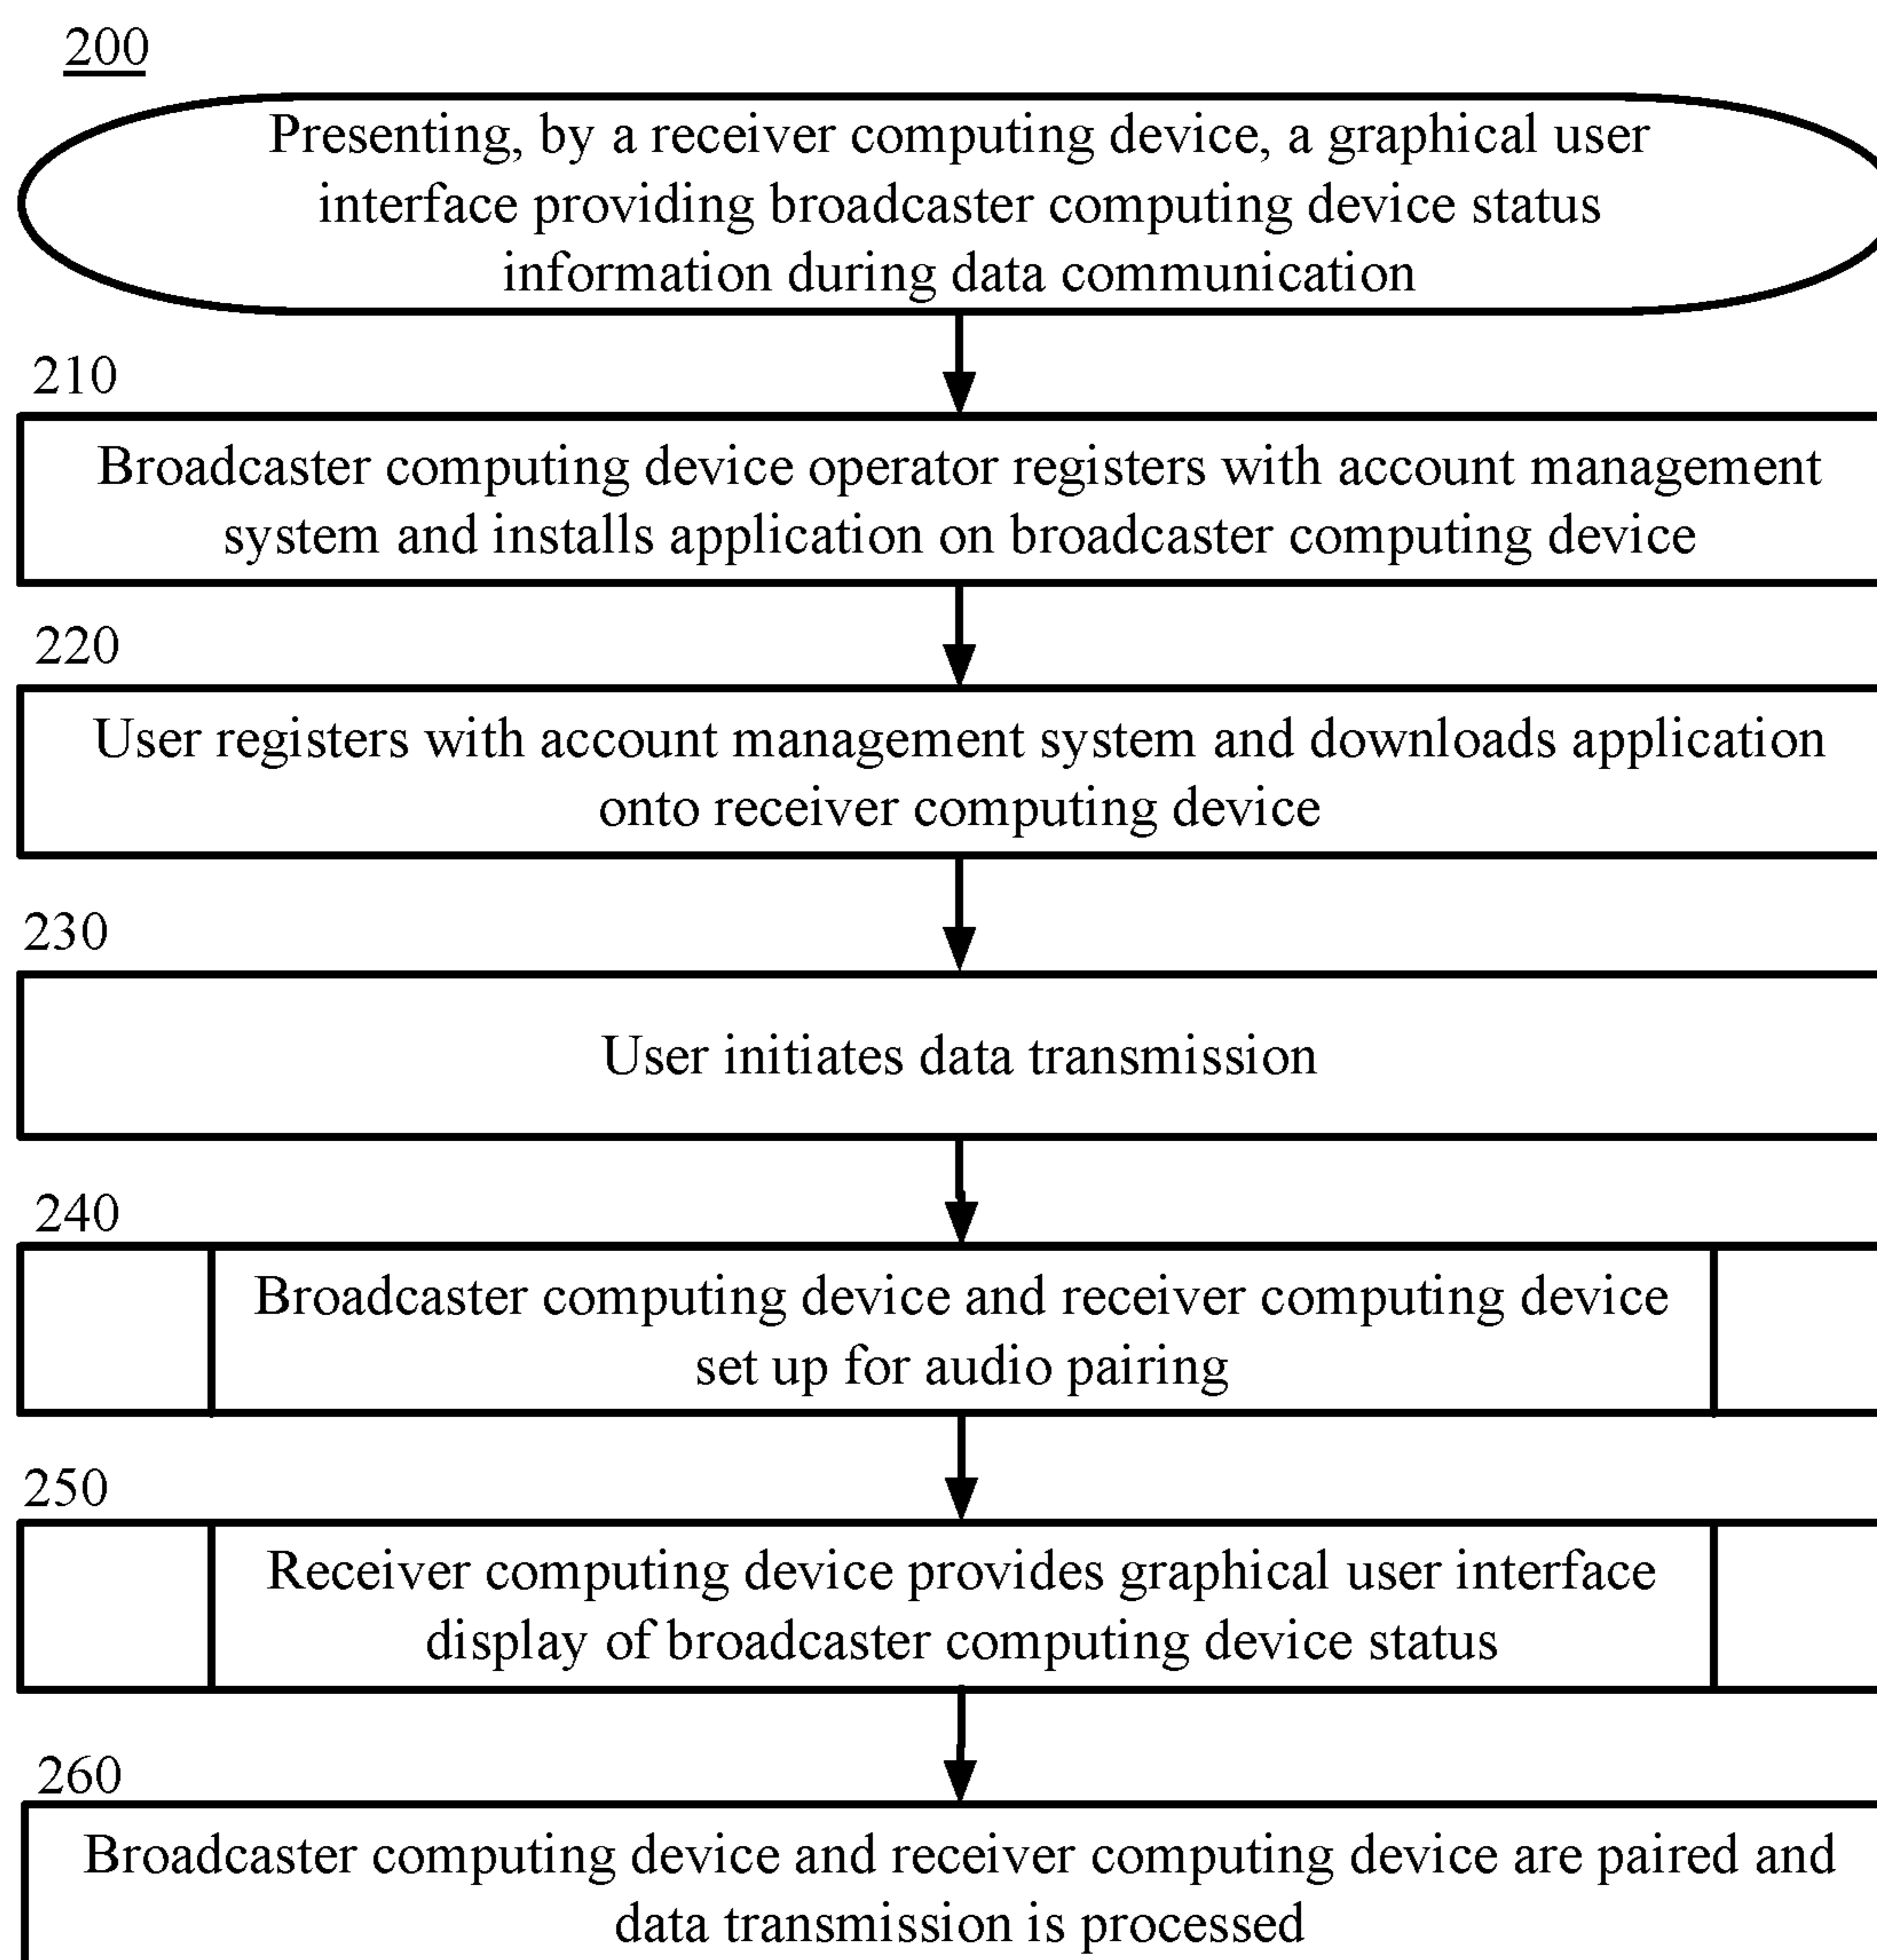 200
Presenting, by a receiver computing device, a graphical user
interface providing broadcaster computing device status
information during data communication
210
Broadcaster computing device operator registers with account management
system and installs application on broadcaster computing device
220
User registers with account management system and downloads application
onto receiver computing device
230
User initiates data transmission
240
Broadcaster computing device and receiver computing device
set up for audio pairing
250
Receiver computing device provides graphical user interface
display of broadcaster computing device status
260
Broadcaster computing device and receiver computing device are paired and
data transmission is processed